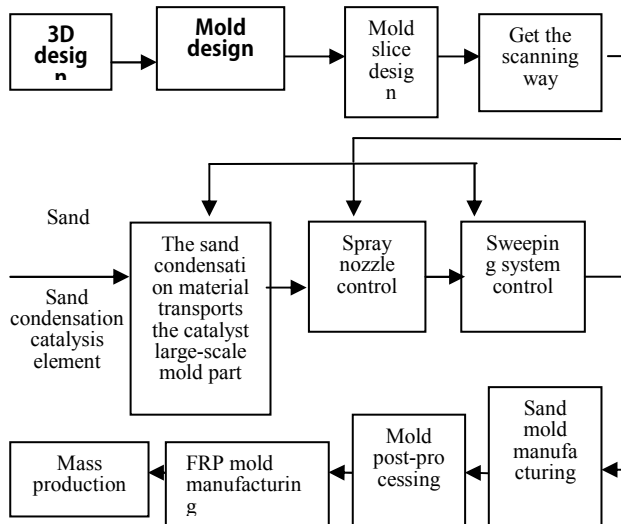 3D
desig
n
Mold
design
Mold
slice
desig
n
Get the
scanning
way
Sand
Sand
condensation
catalysis
element
The sand
condensati
on material
transports
the catalyst
large-scale
mold part
Spray
nozzle
control
Sweepin
g system
control
Mass
production
FRP mold
manufacturin
g
Mold
post-pro
cessing
Sand
mold
manufa
cturing